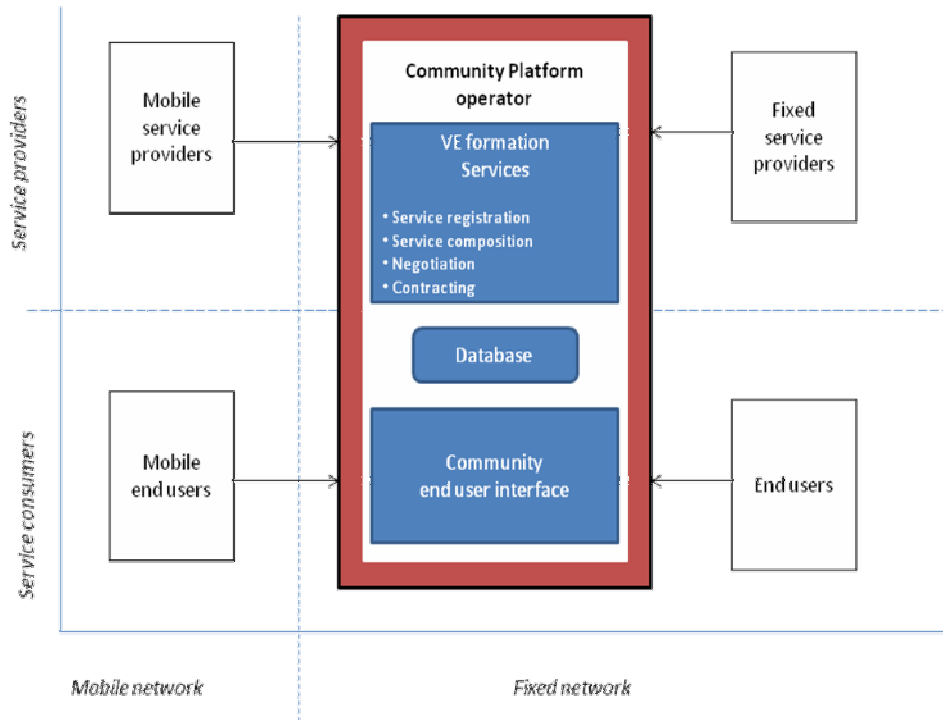 Service providers
Mobile
service
providers
Community Platform
operator
VE formation
Services
• Service registration
• Service composition
• Negotiation
• Contracting
Fixed
service
providers
Database
Service consumers
Mobile
end users
Community
end user interface
End users
Mobile network
Fixed network